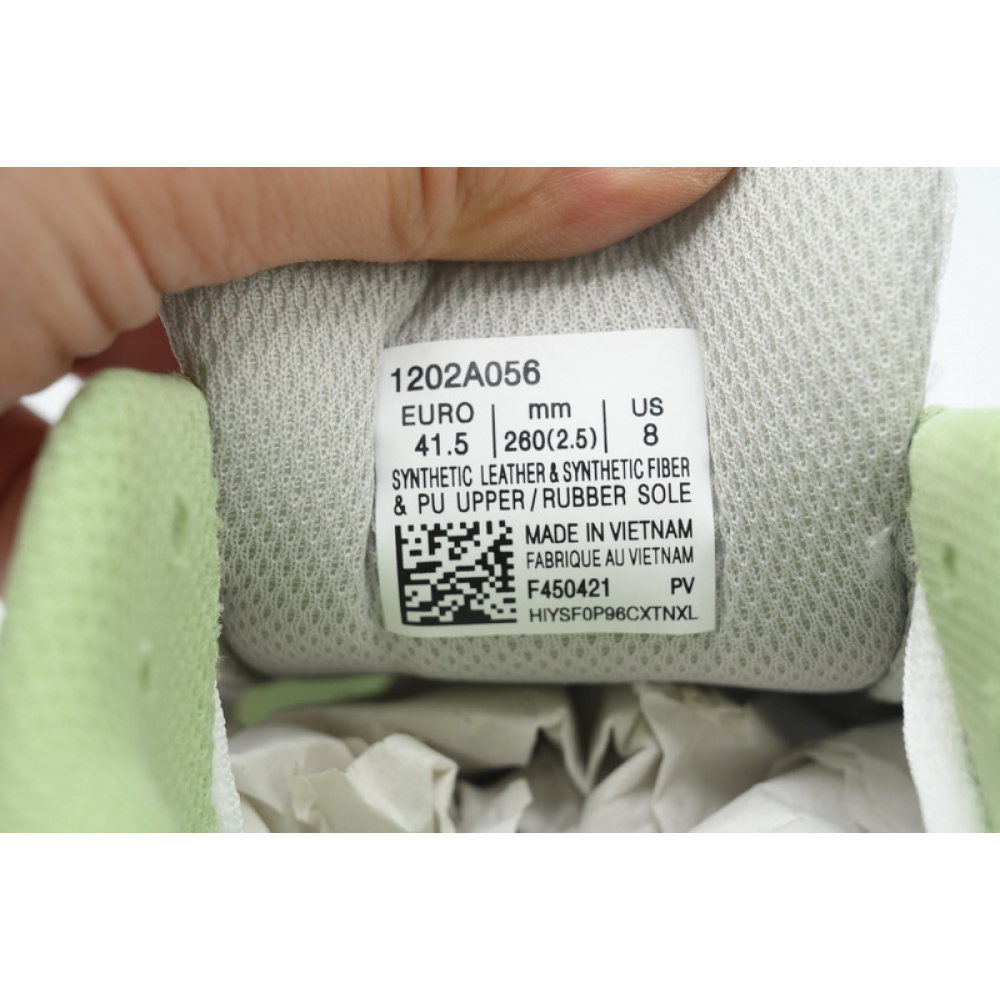 1202A056
EURO | mm | US
41.5 | 260(2.5) | 8
SYNTHETIC LEATHER & SYNTHETIC FIBER
& PU UPPER / RUBBER SOLE
MADE IN VIETNAM
FABRIQUE AU VIETNAM
F450421 PV
HIYSF0P96CXTNXL